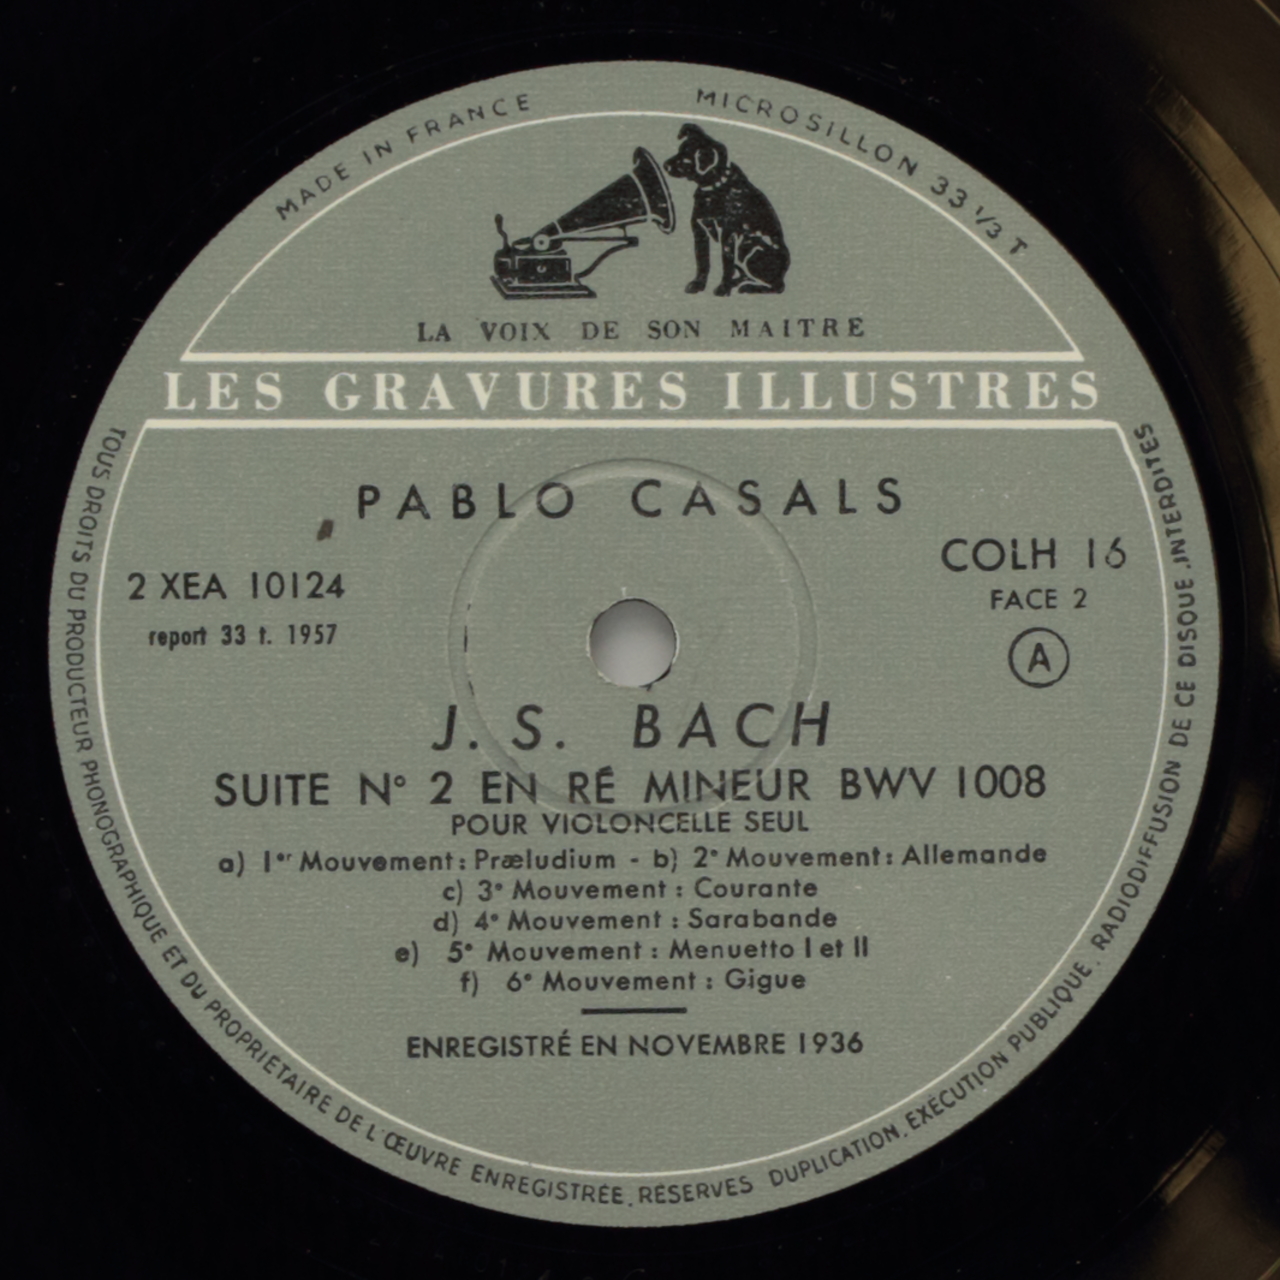 MADE IN FRANCE
MICROSILLON 33 1/3 T
LA VOIX DE SON MAITRE
LES GRAVURES ILLUSTRES
PABLO CASALS
COLH 16
FACE 2
A
2 XEA 10124
report 33 t. 1957
J. S. BACH
SUITE N° 2 EN RÉ MINEUR BWV 1008
POUR VIOLONCELLE SEUL
a) 1er Mouvement : Præludium - b) 2e Mouvement : Allemande
c) 3e Mouvement : Courante
d) 4e Mouvement : Sarabande
e) 5e Mouvement : Menuetto I et II
f) 6e Mouvement : Gigue
ENREGISTRÉ EN NOVEMBRE 1936
TOUS DROITS DU PRODUCTEUR PHONOGRAPHIQUE ET DU PROPRIÉTAIRE DE L'ŒUVRE ENREGISTRÉE. RÉSERVES DUPLICATION. EXÉCUTION PUBLIQUE. RADIODIFFUSION DE CE DISQUE. INTERDITES